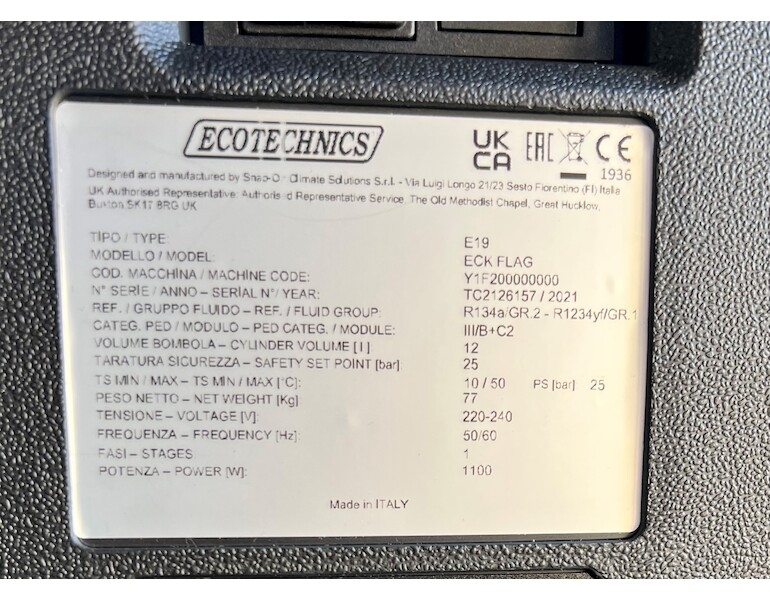 ECOTECHNICS
UK
CA
EAC
CE
1936
Designed and manufactured by Snap-On Climate Solutions S.r.l. - Via Luigi Longo 21/23 Sesto Fiorentino (FI) Italia
UK Authorised Representative: Authorised Representative Service, The Old Methodist Chapel, Great Hucklow,
Buxton SK17 8RG UK
TIPO / TYPE E19
MODELLO / MODEL: ECK FLAG
COD. MACCHINA / MACHINE CODE: Y1F200000000
N° SERIE / ANNO – SERIAL N°/ YEAR: TC2126157 / 2021
REF. / GRUPPO FLUIDO – REF. / FLUID GROUP: R134a/GR.2 - R1234yf/GR.1
CATEG. PED / MODULO – PED CATEG. / MODULE: III/B+C2
VOLUME BOMBOLA – CYLINDER VOLUME [l] 12
TARATURA SICUREZZA – SAFETY SET POINT [bar] 25
TS MIN / MAX – TS MIN / MAX [°C]: 10 / 50 PS [bar] 25
PESO NETTO – NET WEIGHT [Kg]: 77
TENSIONE – VOLTAGE [V]: 220-240
FREQUENZA – FREQUENCY [Hz]: 50/60
FASI – STAGES 1
POTENZA – POWER [W]: 1100
Made in ITALY